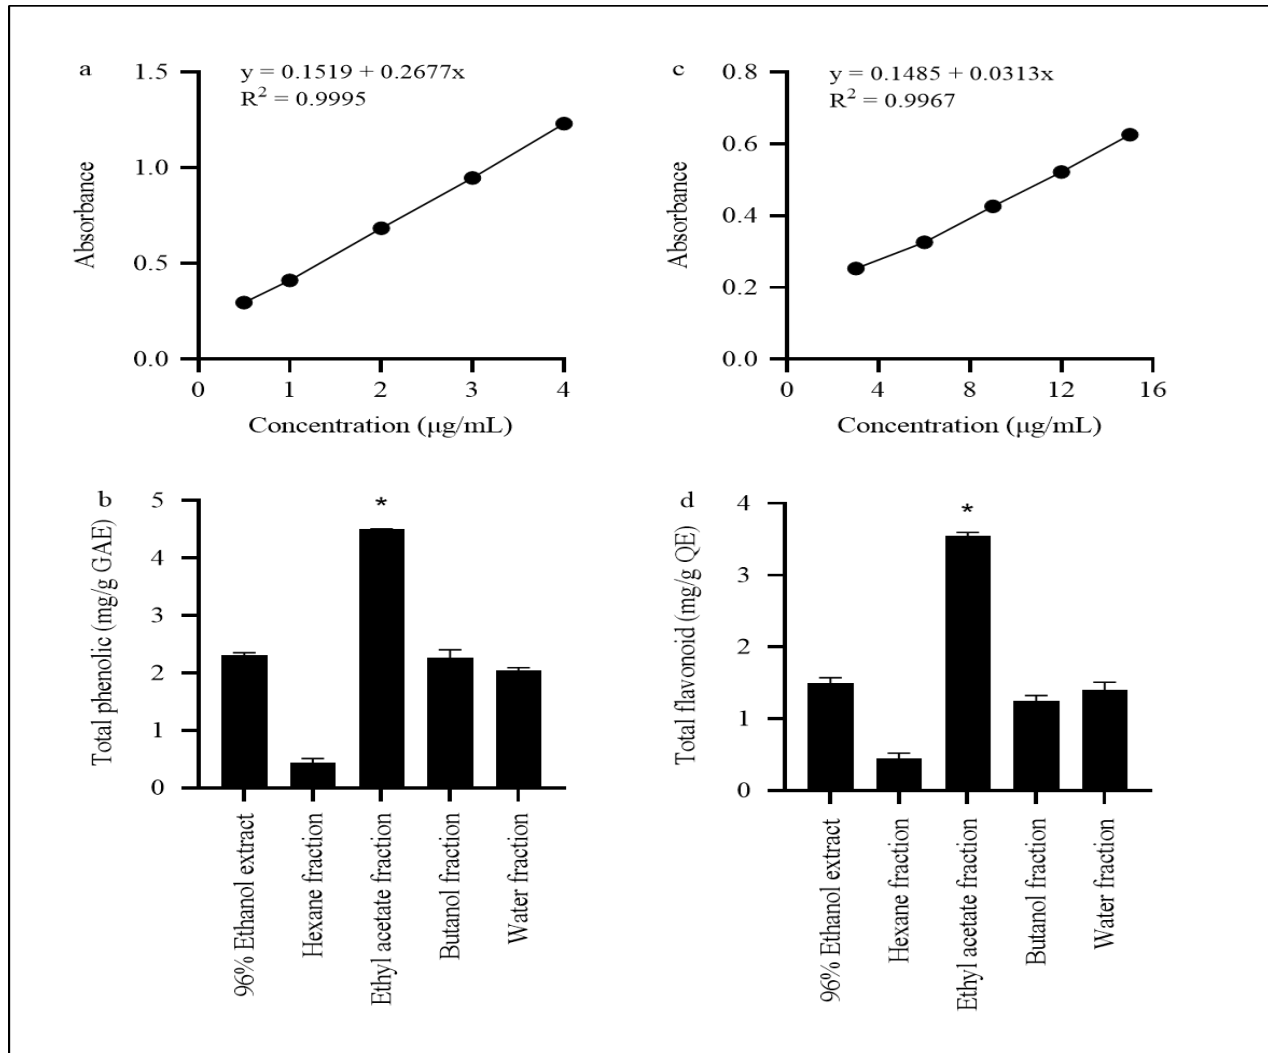 a
y = 0.1519 + 0.2677x
R² = 0.9995
1.5
1.0
0.5
0.0
Absorbance
0 1 2 3 4
Concentration (μg/mL)
c
y = 0.1485 + 0.0313x
R² = 0.9967
0.8
0.6
0.4
0.2
0.0
Absorbance
0 4 8 12 16
Concentration (μg/mL)
b
*
5
4
3
2
1
0
Total phenolic (mg/g GAE)
96% Ethanol extract
Hexane fraction
Ethyl acetate fraction
Butanol fraction
Water fraction
d
*
4
3
2
1
0
Total flavonoid (mg/g QE)
96% Ethanol extract
Hexane fraction
Ethyl acetate fraction
Butanol fraction
Water fraction